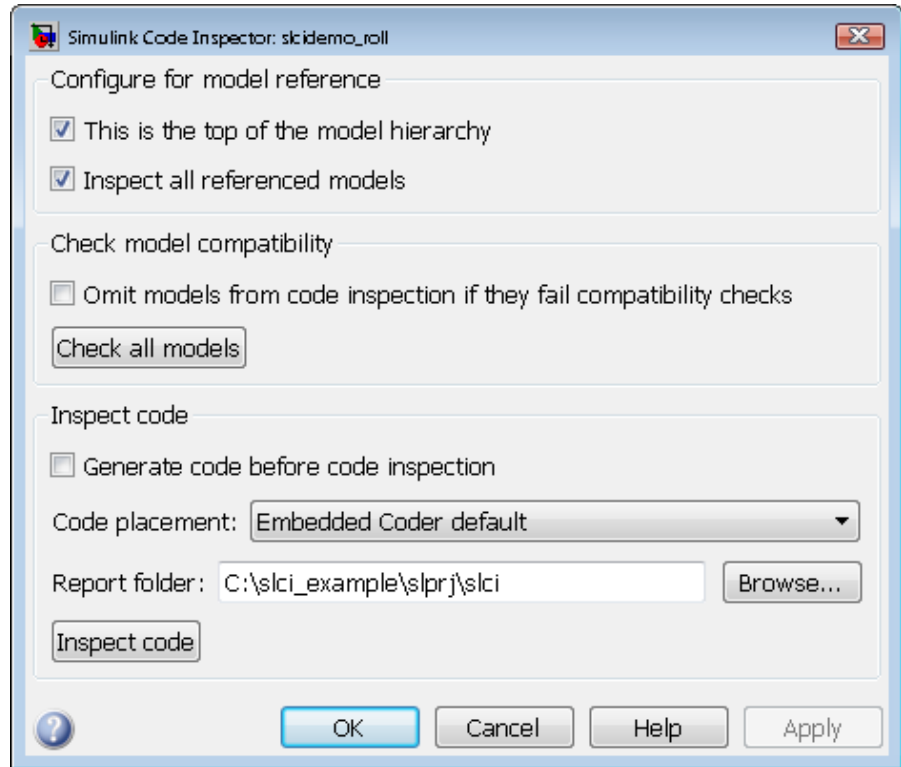 Simulink Code Inspector: slcidemo_roll
Configure for model reference
This is the top of the model hierarchy
Inspect all referenced models
Check model compatibility
Omit models from code inspection if they fail compatibility checks
Check all models
Inspect code
Generate code before code inspection
Code placement: Embedded Coder default
Report folder: C:\slci_example\slprj\slci Browse...
Inspect code
? OK Cancel Help Apply